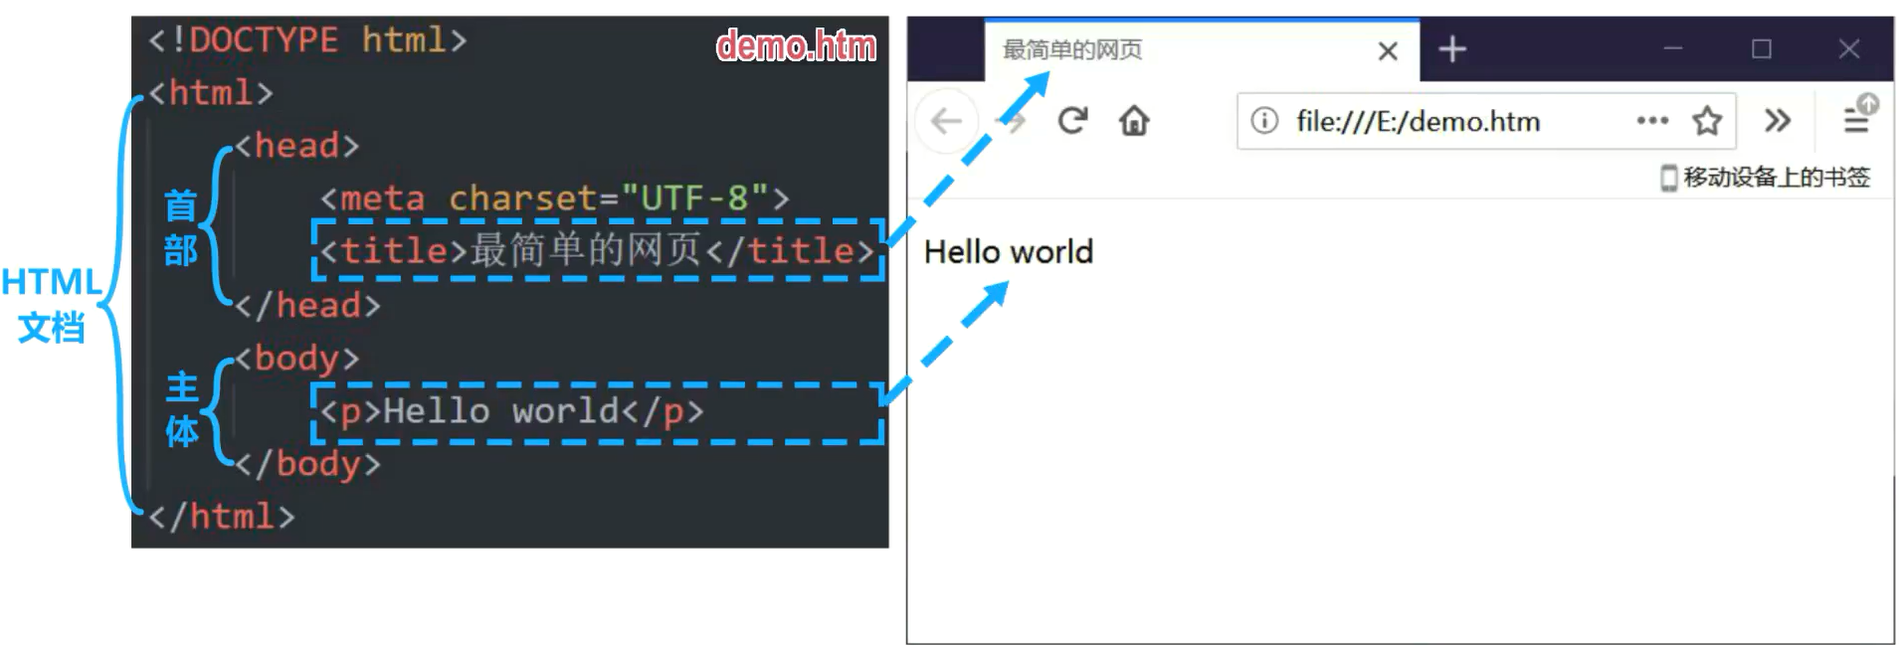 <!DOCTYPE html>
demo.htm
<html>
<head>
<meta charset="UTF-8">
<title>最简单的网页</title>
</head>
<body>
<p>Hello world</p>
</body>
</html>
HTML
文档
首
部
主
体
最简单的网页
file:///E:/demo.htm
移动设备上的书签
Hello world